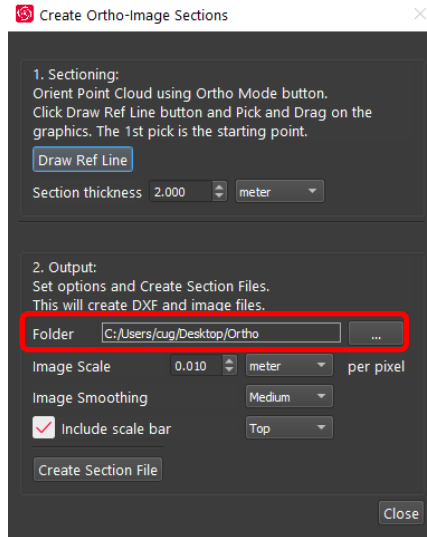 Create Ortho-Image Sections
1. Sectioning:
Orient Point Cloud using Ortho Mode button.
Click Draw Ref Line button and Pick and Drag on the
graphics. The 1st pick is the starting point.
Draw Ref Line
Section thickness 2.000 meter
2. Output:
Set options and Create Section Files.
This will create DXF and image files.
Folder C:/Users/cug/Desktop/Ortho ...
Image Scale 0.010 meter per pixel
Image Smoothing Medium
Include scale bar Top
Create Section File
Close